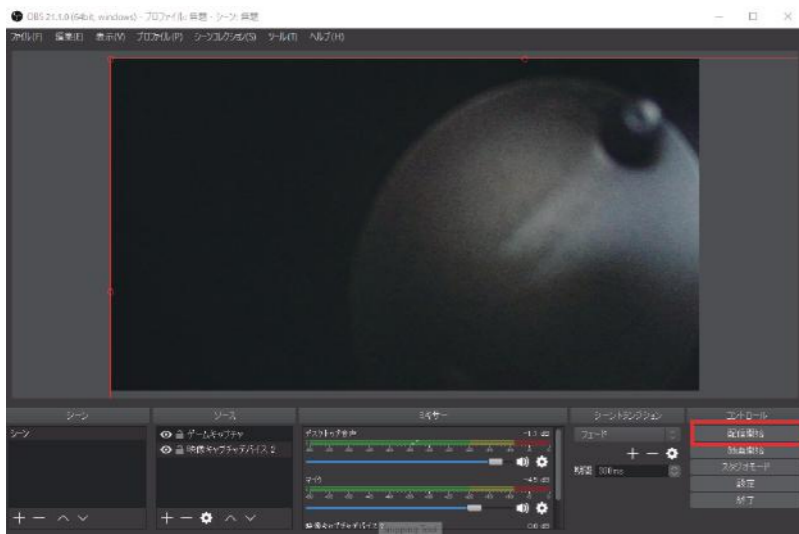 OBS 21.1.0 (64bit, windows) - プロファイル: 無題 - シーン: 無題
ファイル(F) 編集(E) 表示(V) プロファイル(P) シーンコレクション(S) ツール(T) ヘルプ(H)
シーン ソース ミキサー シーントランジション コントロール
シーン
ゲームキャプチャ
映像キャプチャデバイス 2
デスクトップ音声
マイク
映像キャプチャデバイス 2
0.0 dB
フェード
期間 300ms
配信開始
録画開始
スタジオモード
設定
終了
Snipping Tool